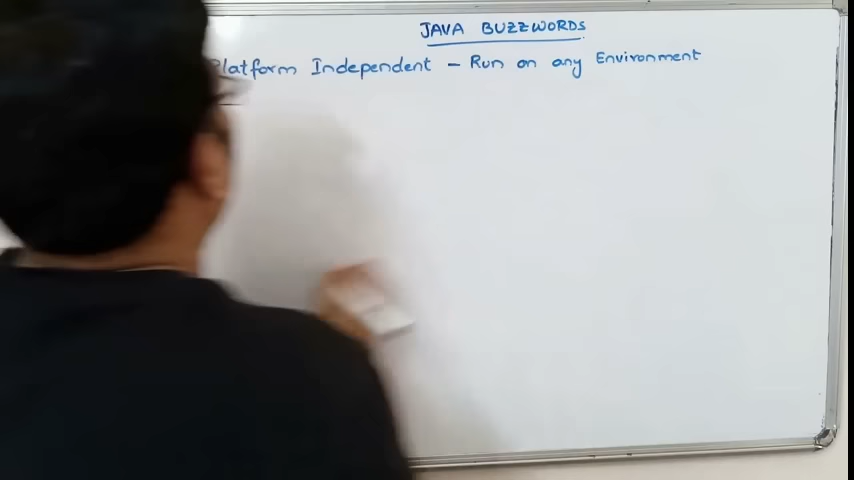 JAVA BUZZWORDS
Platform Independent - Run on any Environment